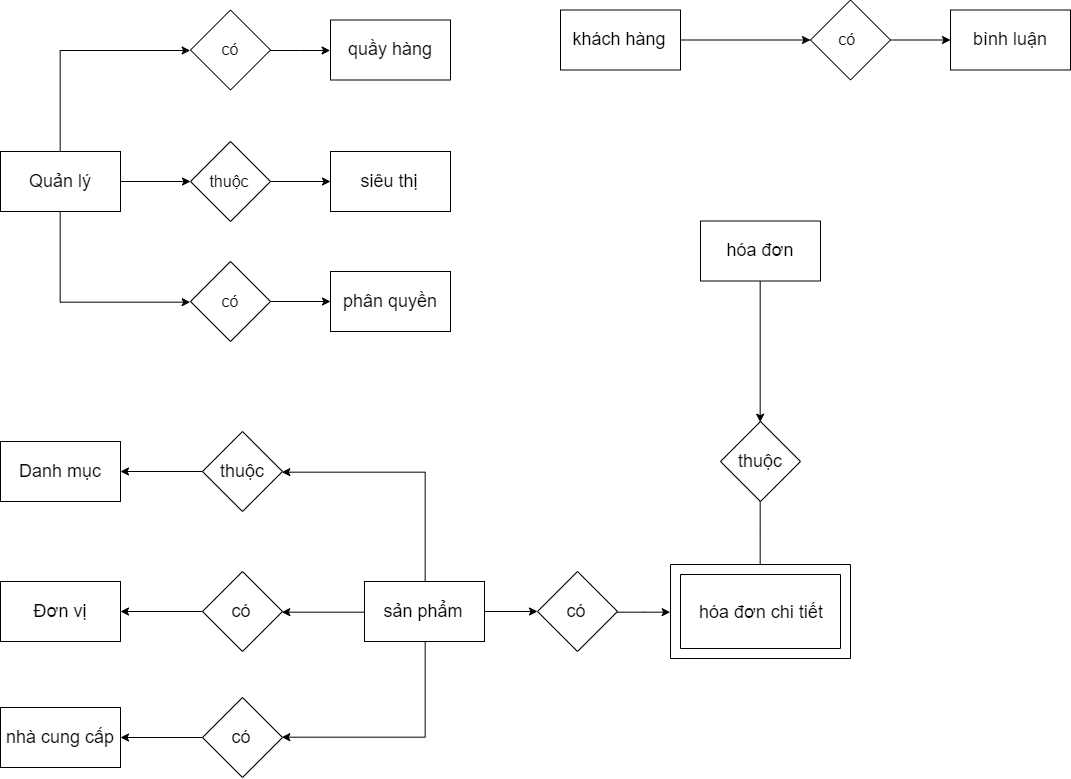 có
quầy hàng
khách hàng
có
bình luận
Quản lý
thuộc
siêu thị
hóa đơn
có
phân quyền
Danh mục
thuộc
thuộc
Đơn vị
có
sản phẩm
có
hóa đơn chi tiết
nhà cung cấp
có